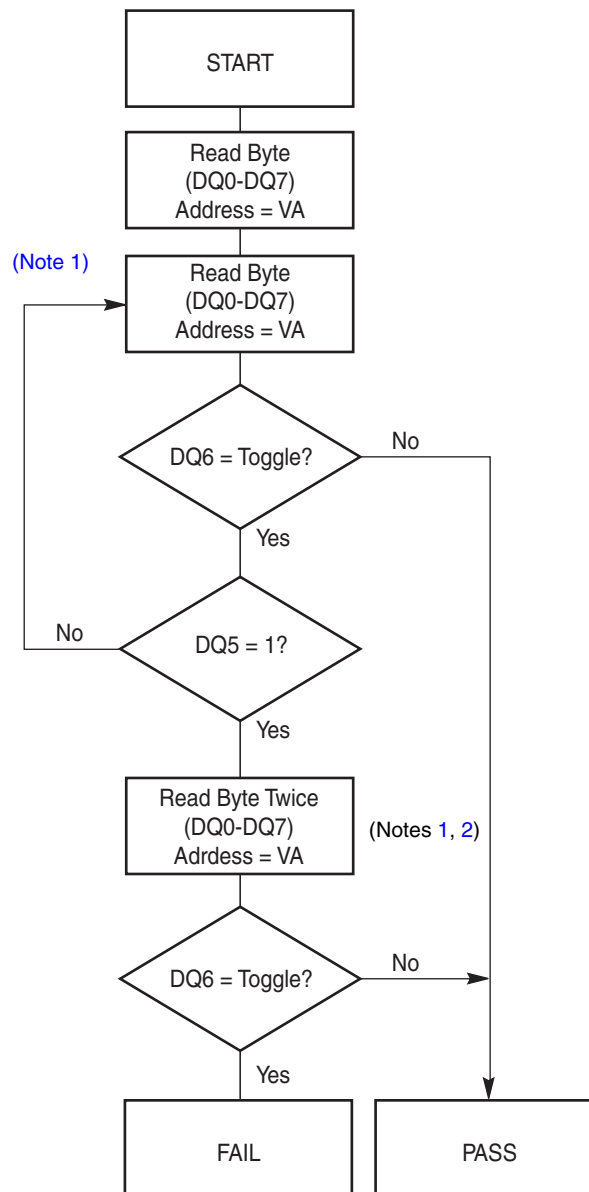 START
Read Byte
(DQ0-DQ7)
Address = VA
(Note 1)
Read Byte
(DQ0-DQ7)
Address = VA
DQ6 = Toggle?
No
Yes
No
DQ5 = 1?
Yes
Read Byte Twice
(DQ0-DQ7)
Adrdess = VA
(Notes 1, 2)
DQ6 = Toggle?
No
Yes
FAIL
PASS